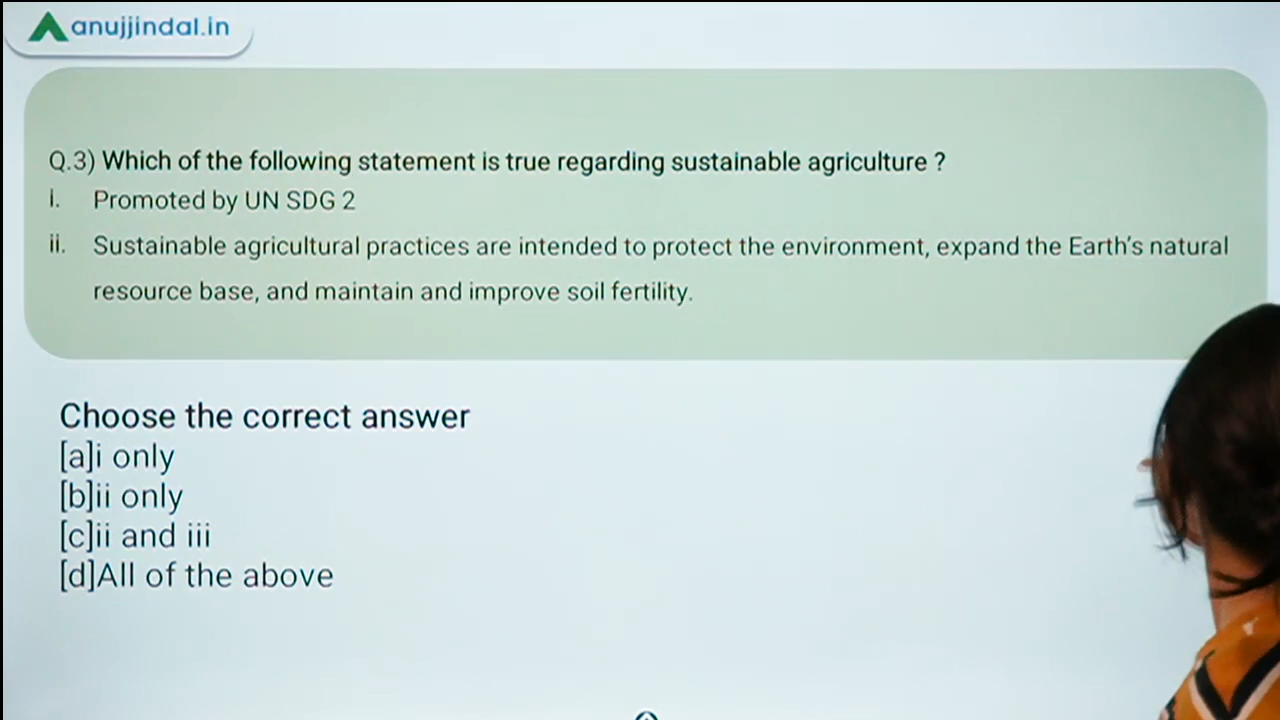 anujjindal.in
Q.3) Which of the following statement is true regarding sustainable agriculture ?
i. Promoted by UN SDG 2
ii. Sustainable agricultural practices are intended to protect the environment, expand the Earth's natural
resource base, and maintain and improve soil fertility.
Choose the correct answer
[a]i only
[b]ii only
[c]ii and iii
[d]All of the above